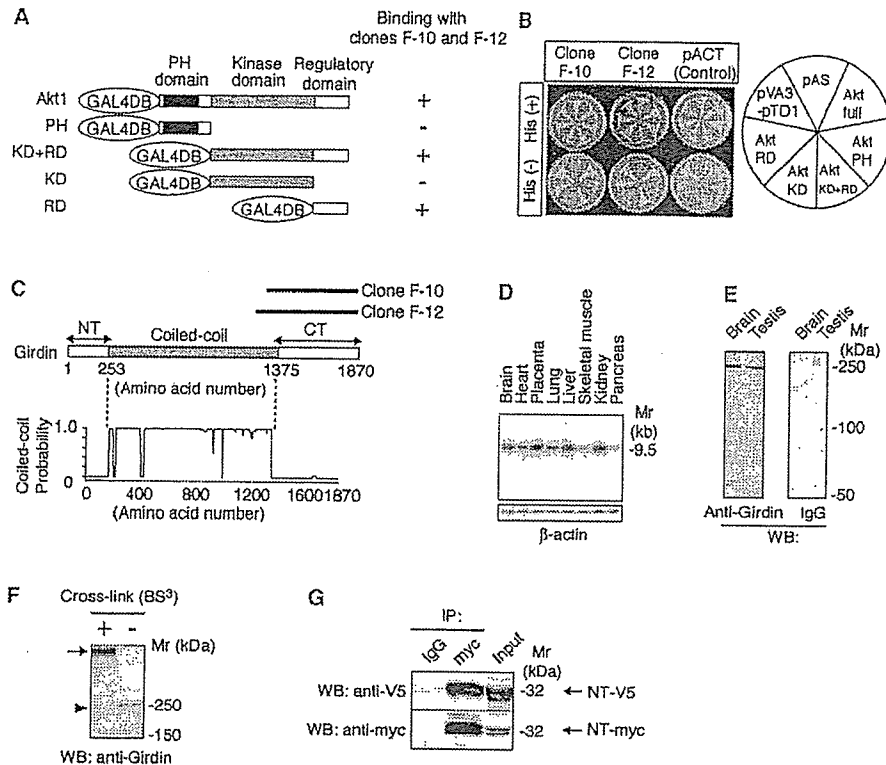 A
Binding with
clones F-10 and F-12
PH
domain
Kinase
domain
Regulatory
domain
Akt1 GAL4DB +
PH GAL4DB -
KD+RD GAL4DB +
KD GAL4DB -
RD GAL4DB +
B
Clone
F-10
Clone
F-12
pACT
(Control)
His (+)
His (-)
pAS
Akt
full
Akt
PH
Akt
KD+RD
Akt
KD
Akt
RD
pVA3
-pTD1
C
Clone F-10
Clone F-12
NT Coiled-coil CT
Girdin
1 253 1375 1870
(Amino acid number)
Coiled-coil
Probability
1.0
0
0 400 800 1200 1600 1870
(Amino acid number)
D
Brain
Heart
Placenta
Lung
Liver
Skeletal muscle
Kidney
Pancreas
Mr
(kb)
-9.5
β-actin
E
Brain
Testis
Brain
Testis
Mr
(kDa)
-250
-100
-50
Anti-Girdin IgG
WB:
F
Cross-link (BS³)
+ -
Mr (kDa)
-250
-150
WB: anti-Girdin
G
IP:
IgG
myc
Input
Mr
(kDa)
WB: anti-V5 -32 ← NT-V5
WB: anti-myc -32 ← NT-myc